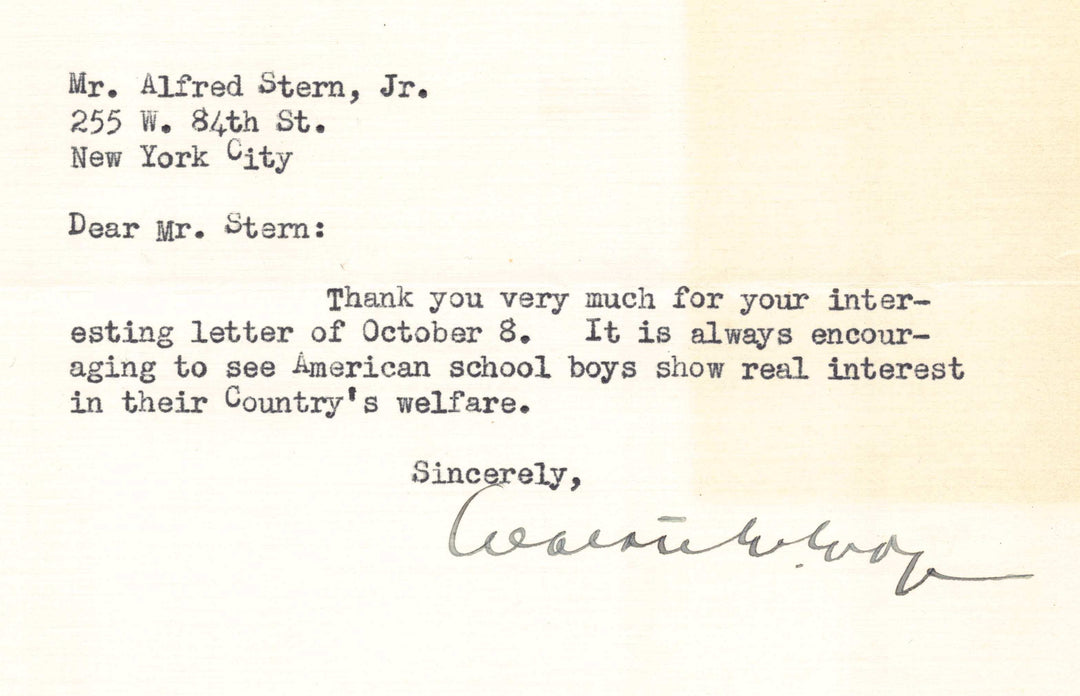 Mr. Alfred Stern, Jr.
255 W. 84th St.
New York City
Dear Mr. Stern:
Thank you very much for your inter-
esting letter of October 8. It is always encour-
aging to see American school boys show real interest
in their Country's welfare.
Sincerely,